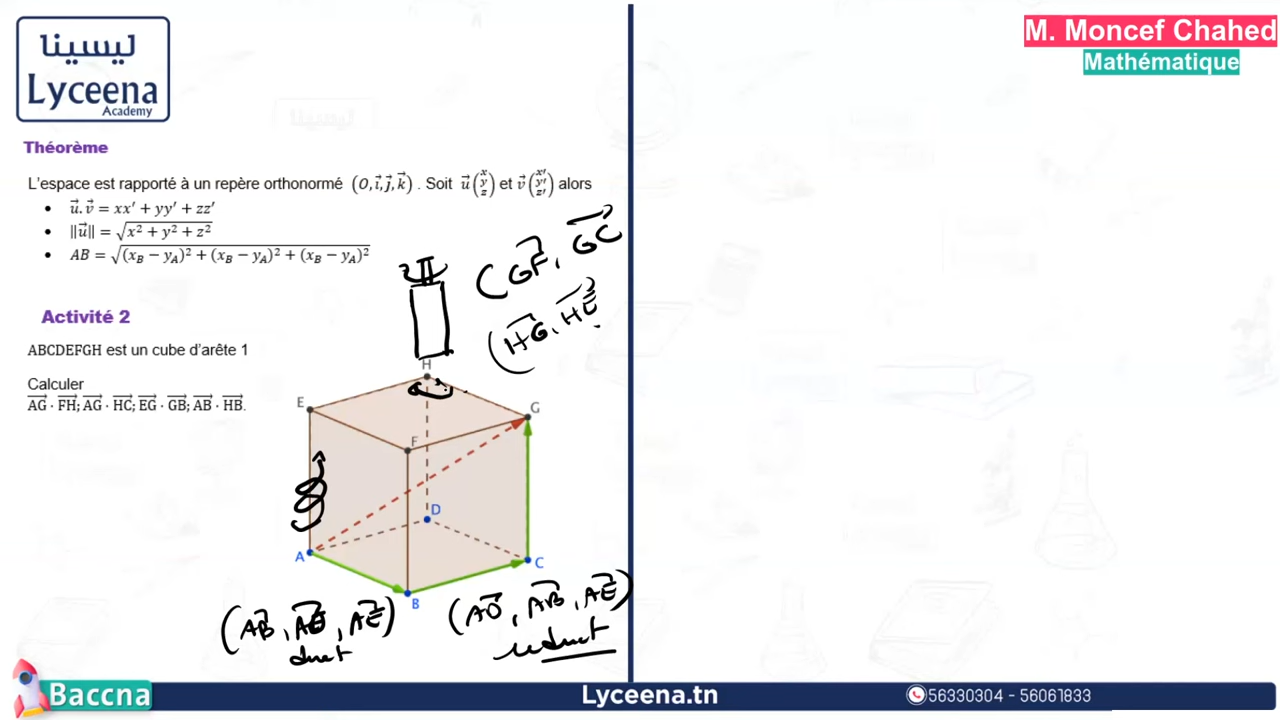 ليسينا
Lyceena
Academy
M. Moncef Chahed
Mathématique
Théorème
L'espace est rapporté à un repère orthonormé (O, i⃗, j⃗, k⃗) . Soit u⃗(x y z) et v⃗(x′ y′ z′) alors
• u⃗. v⃗ = xx′ + yy′ + zz′
• ‖u⃗‖ = √(x² + y² + z²)
• AB = √((x_B − y_A)² + (x_B − y_A)² + (x_B − y_A)²)
(GF⃗, GC⃗
(HG⃗, HE⃗
Activité 2
ABCDEFGH est un cube d'arête 1
Calculer
AG⃗ · FH⃗; AG⃗ · HC⃗; EG⃗ · GB⃗; AB⃗ · HB⃗.
H
E
G
F
D
A
C
B
(AB⃗, AD⃗, AE⃗)
(AD⃗, AB⃗, AE⃗)
Baccna
Lyceena.tn
56330304 - 56061833